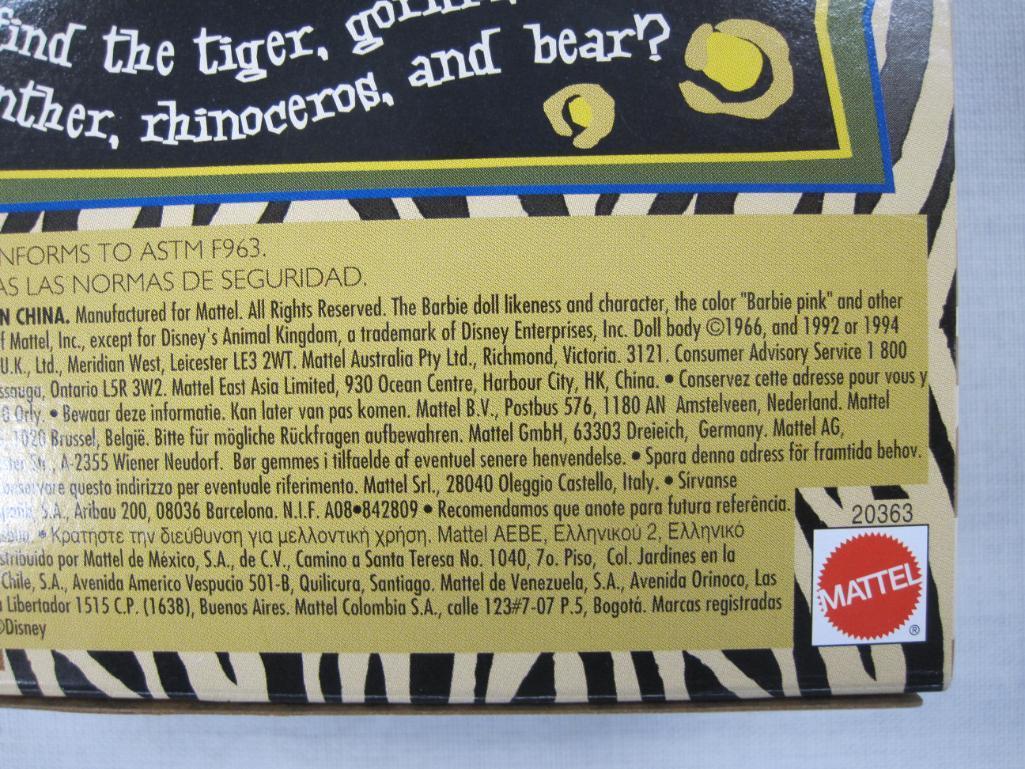 find the tiger,
rhinoceros, and bear?
NFORMS TO ASTM F963.
AS LAS NORMAS DE SEGURIDAD.
N CHINA. Manufactured for Mattel. All Rights Reserved. The Barbie doll likeness and character, the color "Barbie pink" and other
f Mattel, Inc., except for Disney's Animal Kingdom, a trademark of Disney Enterprises, Inc. Doll body ©1966, and 1992 or 1994
U.K., Ltd., Meridian West, Leicester LE3 2WT. Mattel Australia Pty Ltd., Richmond, Victoria. 3121. Consumer Advisory Service 1 800
ssauga, Ontario L5R 3W2. Mattel East Asia Limited, 930 Ocean Centre, Harbour City, HK, China. • Conservez cette adresse pour vous y
Orly. • Bewaar deze informatie. Kan later van pas komen. Mattel B.V., Postbus 576, 1180 AN Amstelveen, Nederland. Mattel
1020 Brussel, België. Bitte für mögliche Rückfragen aufbewahren. Mattel GmbH, 63303 Dreieich, Germany. Mattel AG,
A-2355 Wiener Neudorf. Bør gemmes i tilfaelde af eventuel senere henvendelse. • Spara denna adress för framtida behov.
questo indirizzo per eventuale riferimento. Mattel Srl., 28040 Oleggio Castello, Italy. • Sírvanse
S.A., Aribau 200, 08036 Barcelona. N.I.F. A08•842809 • Recomendamos que anote para futura referência.
• Κρατήστε την διεύθυνση για μελλοντική χρήση. Mattel AEBE, Ελληνικού 2, Ελληνικό
stribuido por Mattel de México, S.A., de C.V., Camino a Santa Teresa No. 1040, 7o. Piso, Col. Jardines en la
Chile, S.A., Avenida Americo Vespucio 501-B, Quilicura, Santiago. Mattel de Venezuela, S.A., Avenida Orinoco, Las
Libertador 1515 C.P. (1638), Buenos Aires. Mattel Colombia S.A., calle 123#7-07 P.5, Bogotá. Marcas registradas
©Disney
20363
MATTEL
®